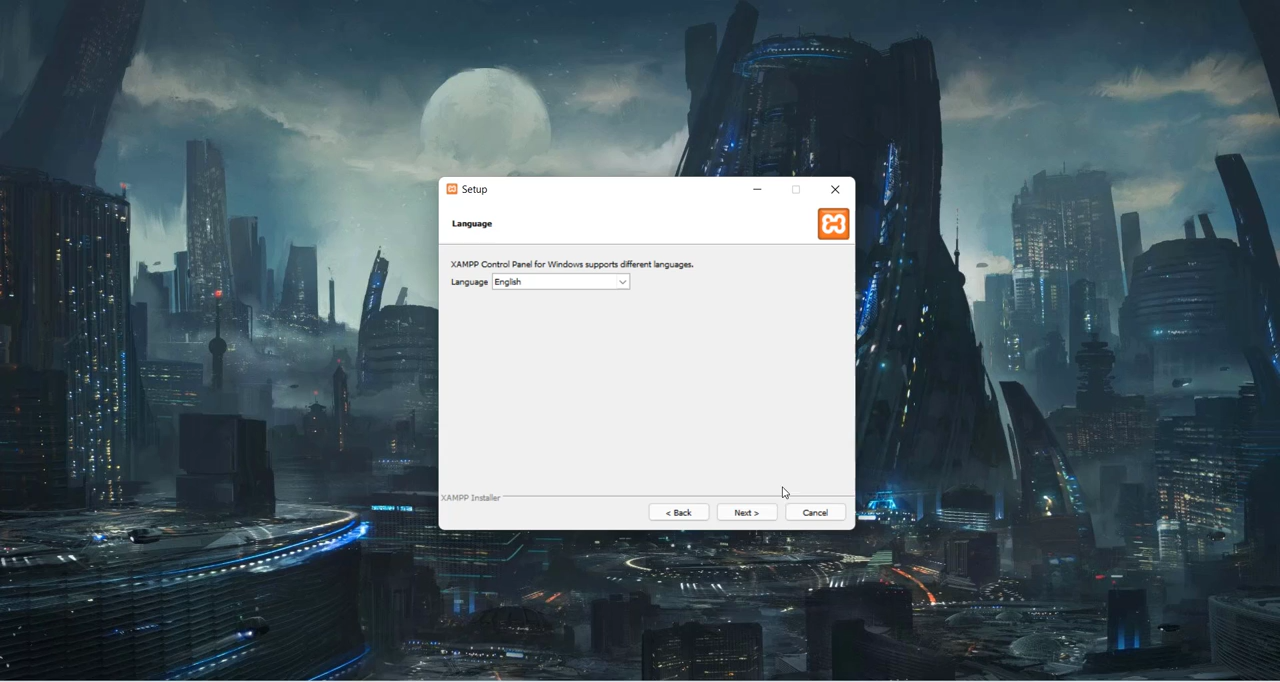 Setup
Language
XAMPP Control Panel for Windows supports different languages.
Language English
XAMPP Installer
< Back Next > Cancel